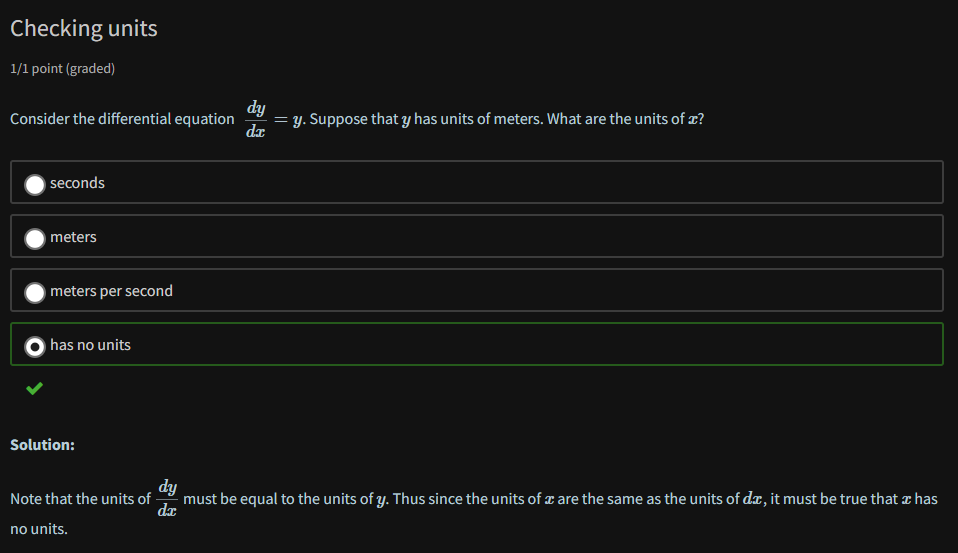 Checking units
1/1 point (graded)
Consider the differential equation dy/dx = y. Suppose that y has units of meters. What are the units of x?
seconds
meters
meters per second
has no units
Solution:
Note that the units of dy/dx must be equal to the units of y. Thus since the units of x are the same as the units of dx, it must be true that x has
no units.